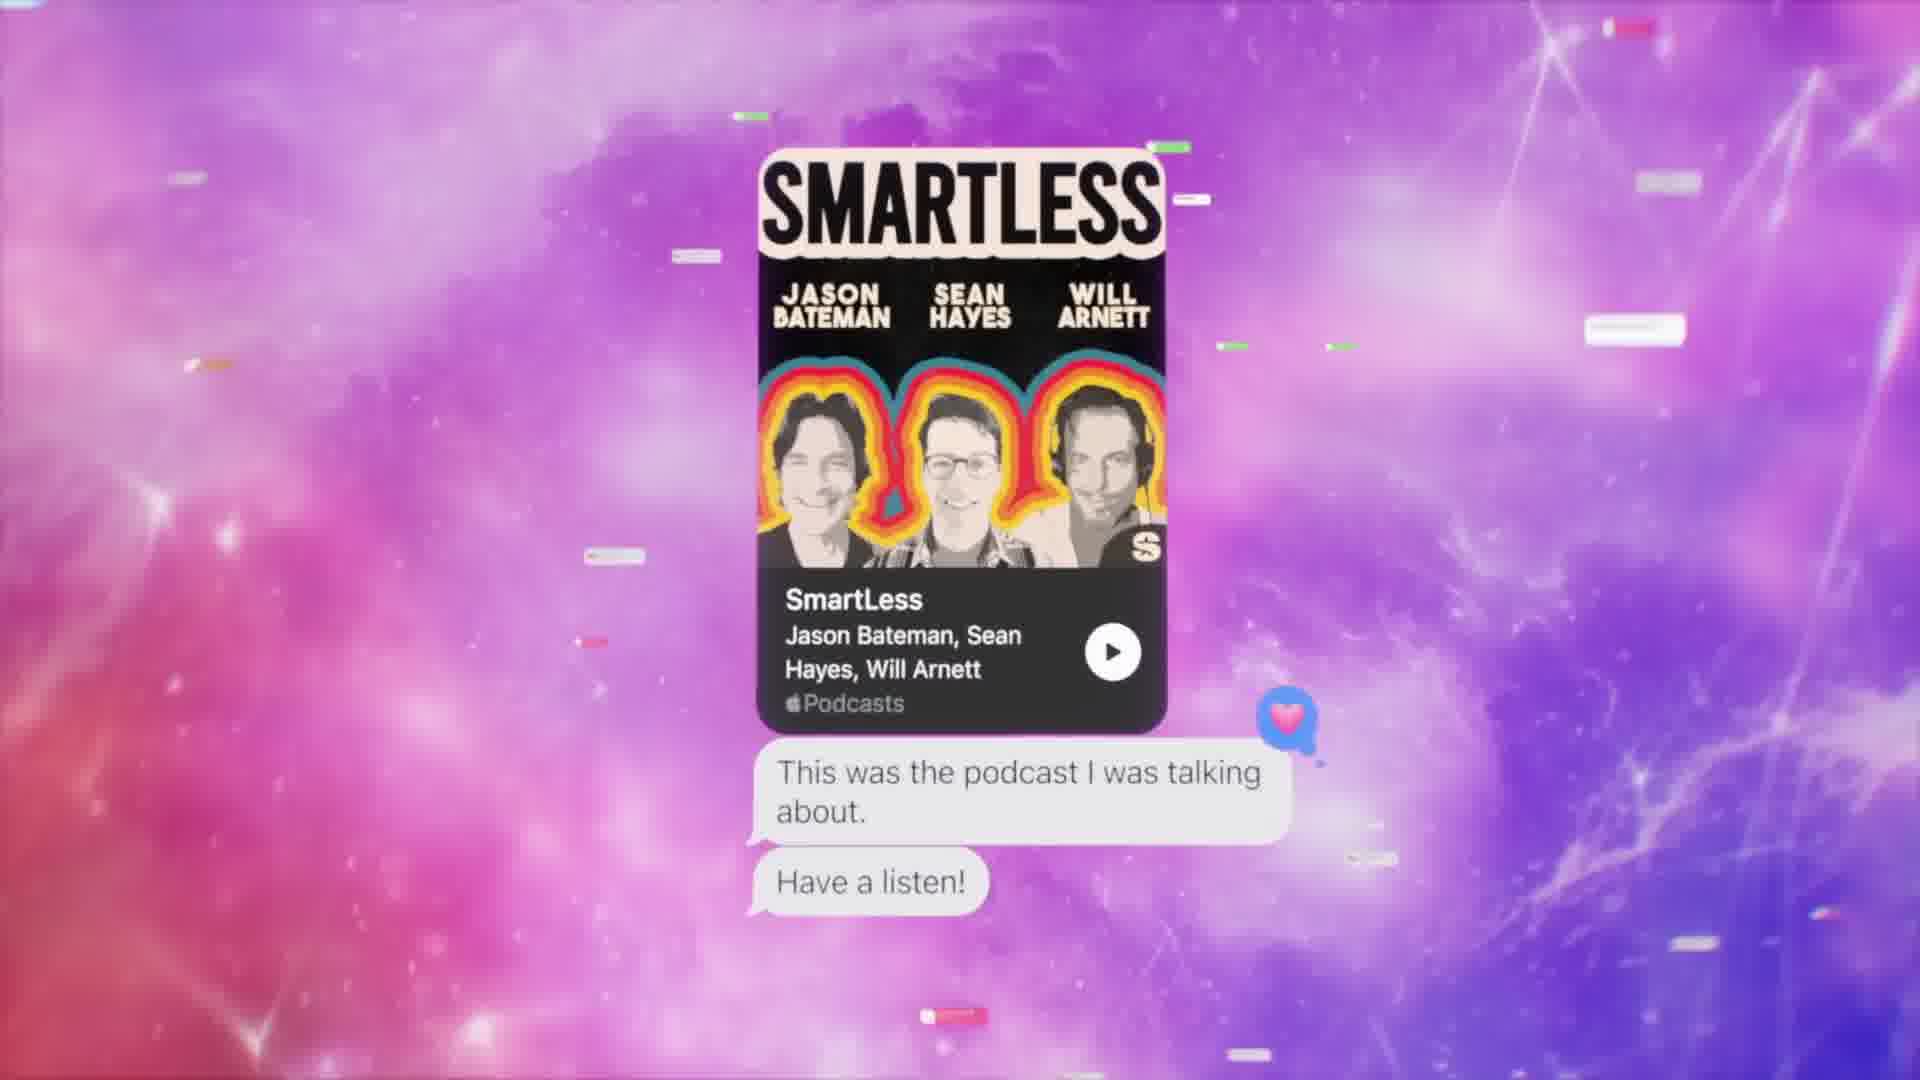 SMARTLESS
JASON BATEMAN
SEAN HAYES
WILL ARNETT
S
SmartLess
Jason Bateman, Sean
Hayes, Will Arnett
Podcasts
This was the podcast I was talking
about.
Have a listen!